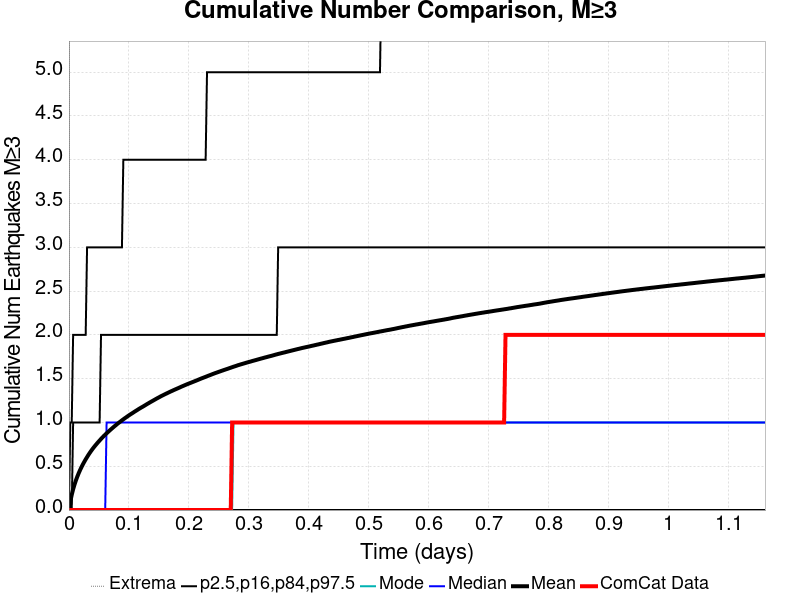 Cumulative Number Comparison, M≥3
Cumulative Num Earthquakes M≥3
5.0
4.5
4.0
3.5
3.0
2.5
2.0
1.5
1.0
0.5
0.0
0 0.1 0.2 0.3 0.4 0.5 0.6 0.7 0.8 0.9 1 1.1
Time (days)
Extrema p2.5,p16,p84,p97.5 Mode Median Mean ComCat Data